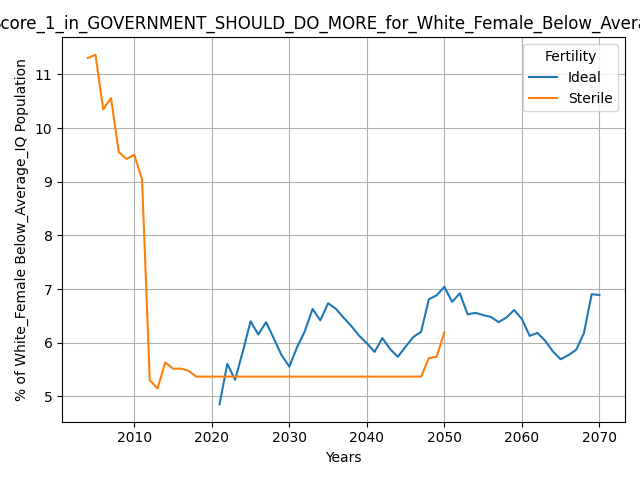 core_1_in_GOVERNMENT_SHOULD_DO_MORE_for_White_Female_Below_Avera
% of White_Female Below_Average_IQ Population
Fertility
Ideal
Sterile
11
10
9
8
7
6
5
2010 2020 2030 2040 2050 2060 2070
Years